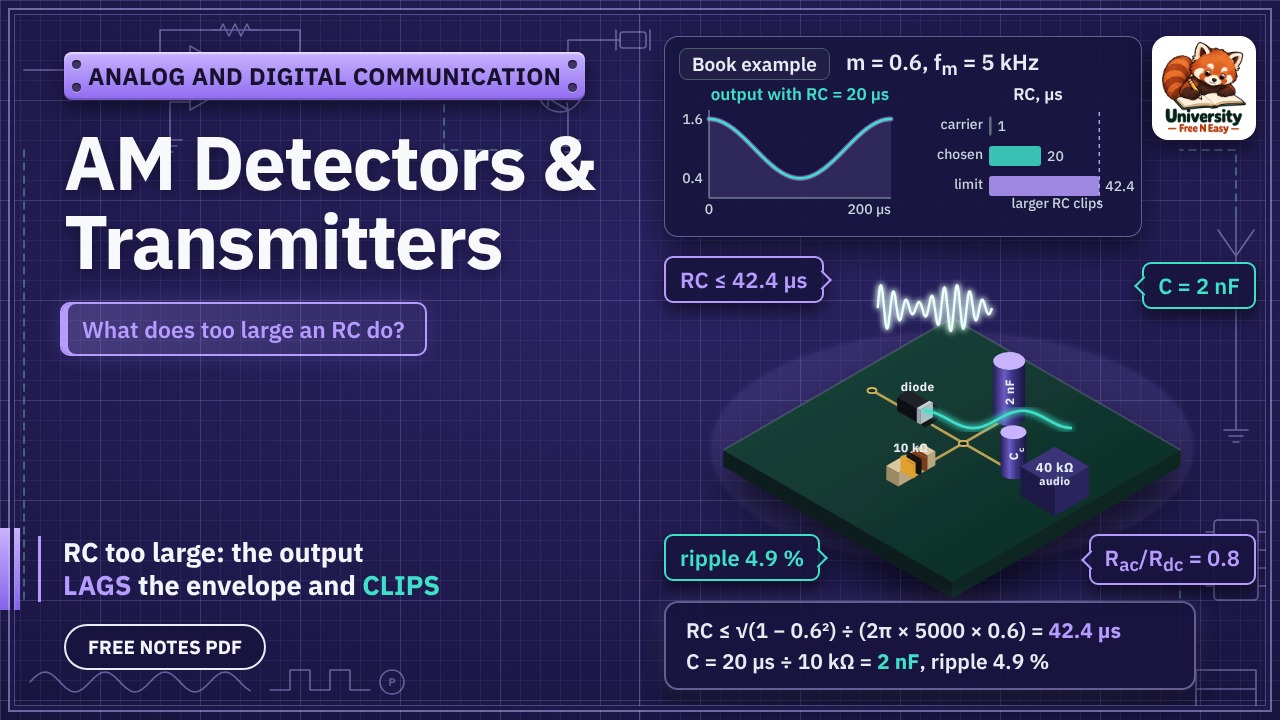 ANALOG AND DIGITAL COMMUNICATION
AM Detectors &
Transmitters
What does too large an RC do?
RC too large: the output
LAGS the envelope and CLIPS
FREE NOTES PDF
P
Book example
m = 0.6, fm = 5 kHz
output with RC = 20 µs
1.6
0.4
0
200 µs
RC, µs
carrier 1
chosen 20
limit 42.4
larger RC clips
University
Free N Easy
RC ≤ 42.4 µs
C = 2 nF
diode
2 nF
10 kΩ
Cc
40 kΩ
audio
ripple 4.9 %
Rac/Rdc = 0.8
RC ≤ √(1 − 0.6²) ÷ (2π × 5000 × 0.6) = 42.4 µs
C = 20 µs ÷ 10 kΩ = 2 nF, ripple 4.9 %